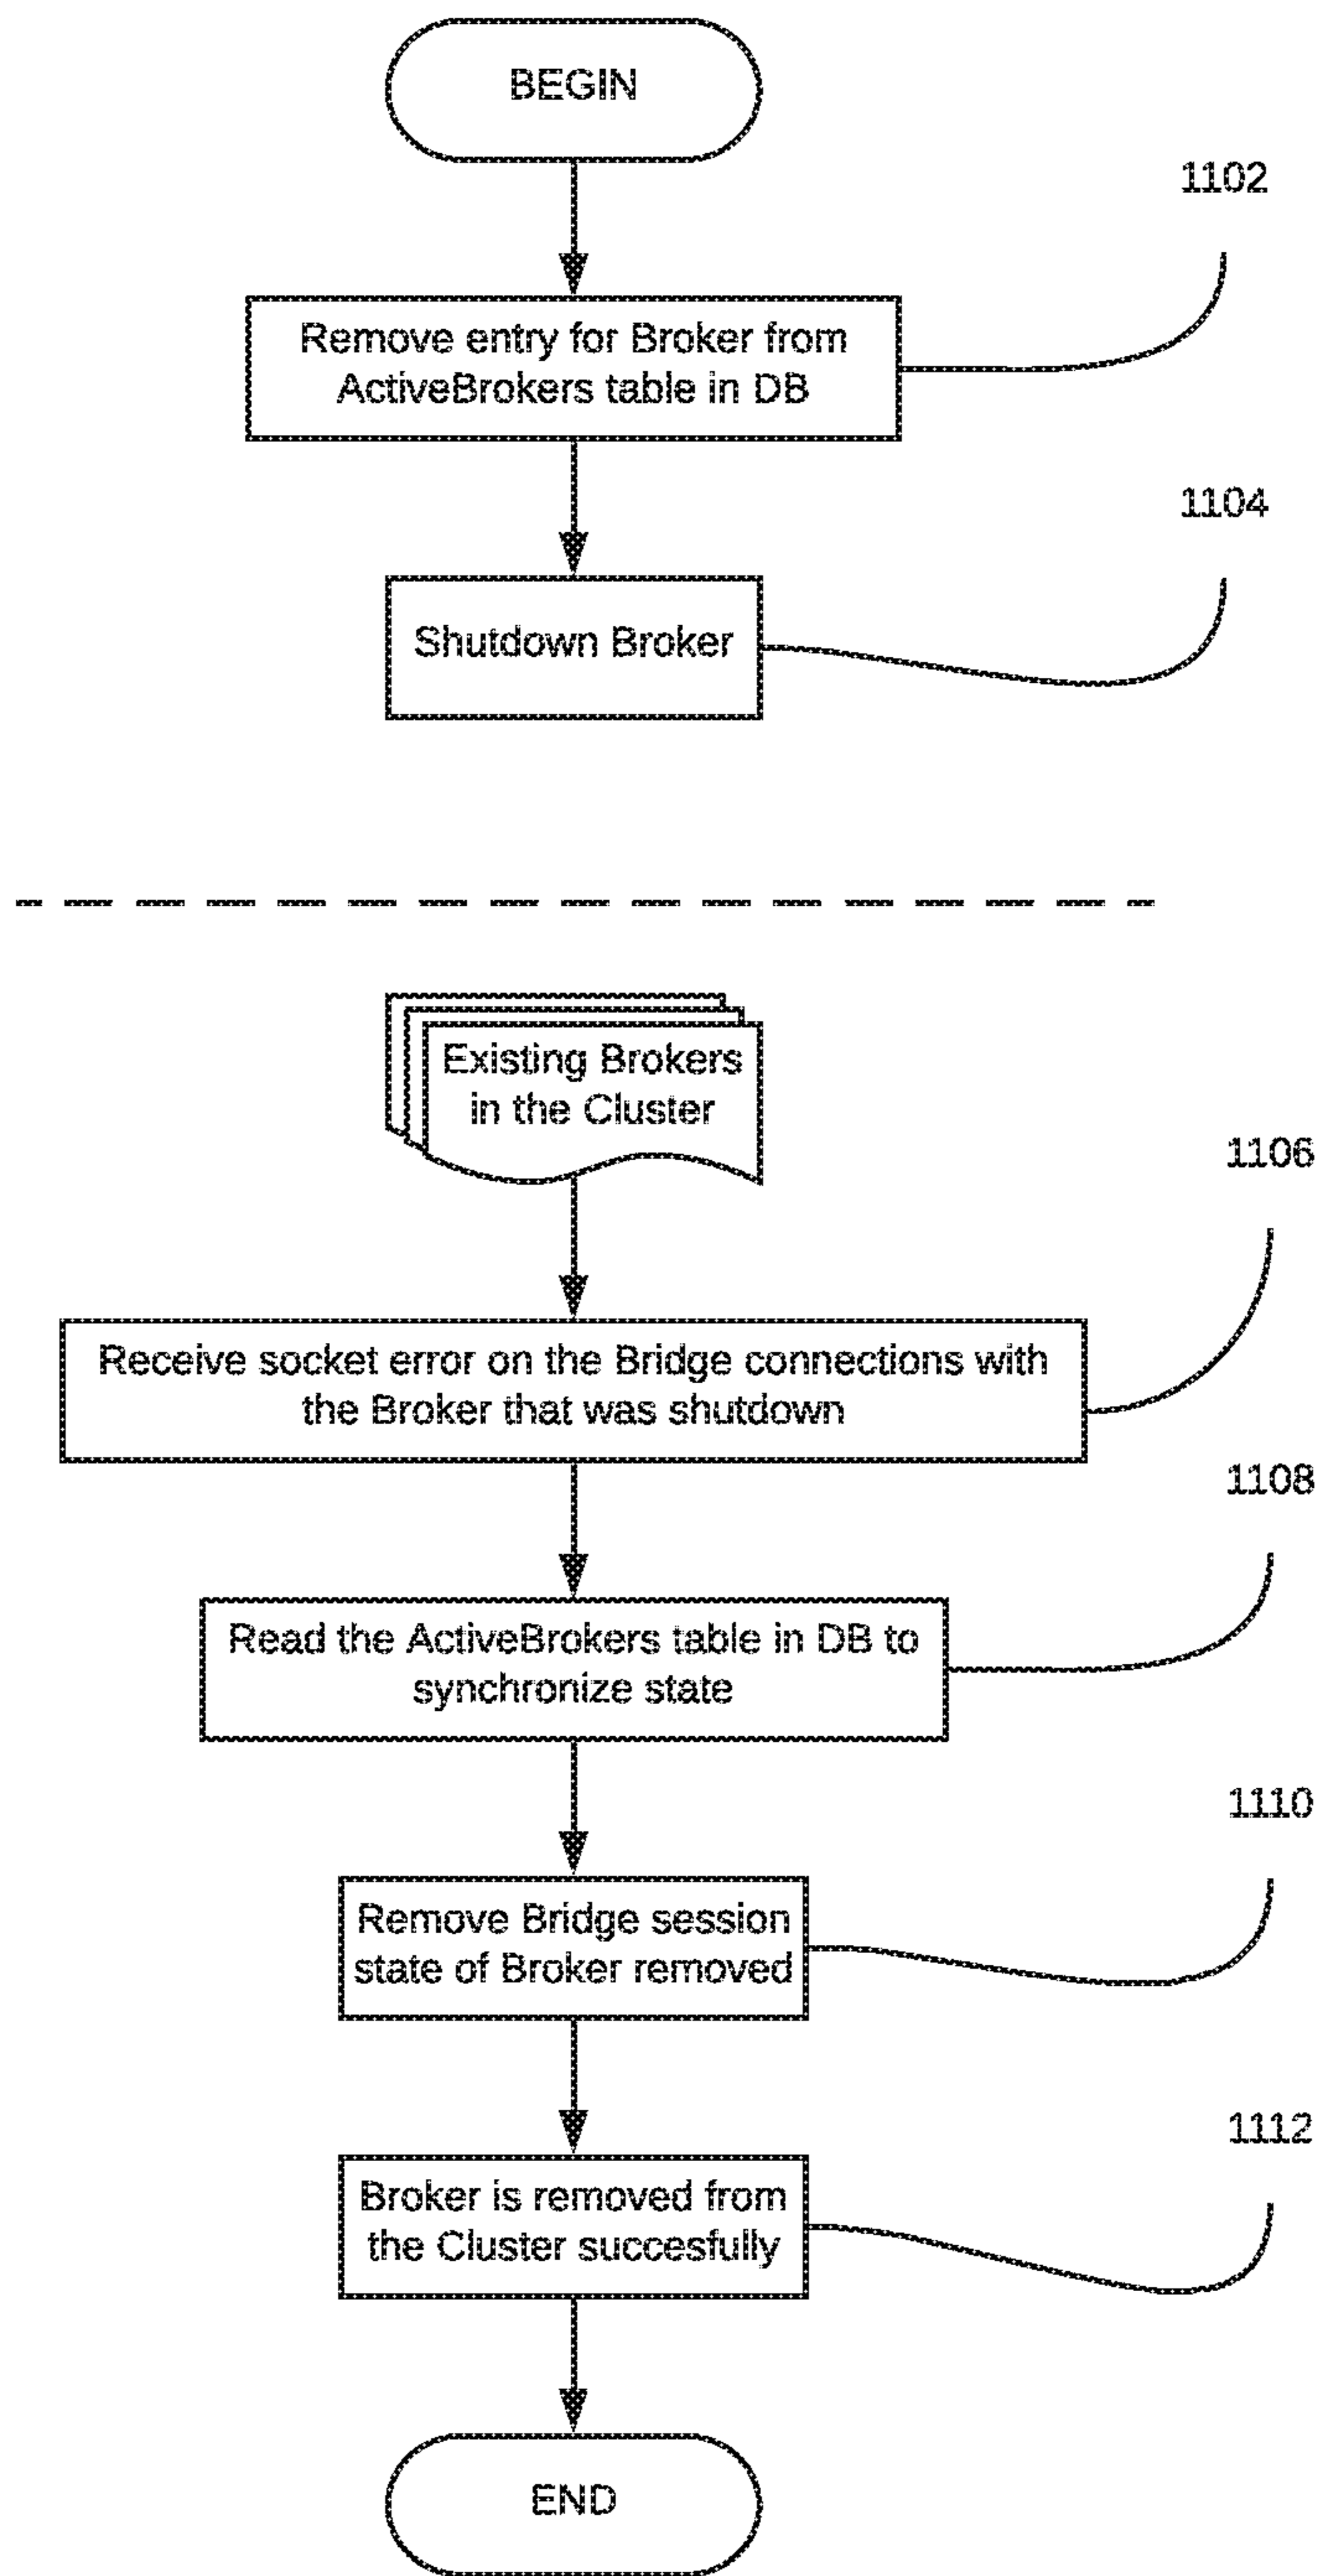 BEGIN
1102
Remove entry for Broker from
ActiveBrokers table in DB
1104
Shutdown Broker
Existing Brokers
in the Cluster
1106
Receive socket error on the Bridge connections with
the Broker that was shutdown
1108
Read the ActiveBrokers table in DB to
synchronize state
1110
Remove Bridge session
state of Broker removed
1112
Broker is removed from
the Cluster succesfully
END